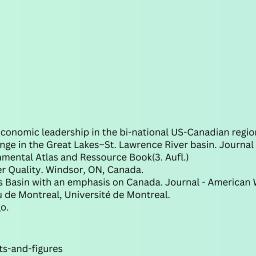 conomic leadership in the bi-national US-Canadian region
nge in the Great Lakes–St. Lawrence River basin. Journal
nmental Atlas and Ressource Book(3. Aufl.)
er Quality. Windsor, ON, Canada.
s Basin with an emphasis on Canada. Journal - American W
u de Montreal, Université de Montreal.
o.
ts-and-figures